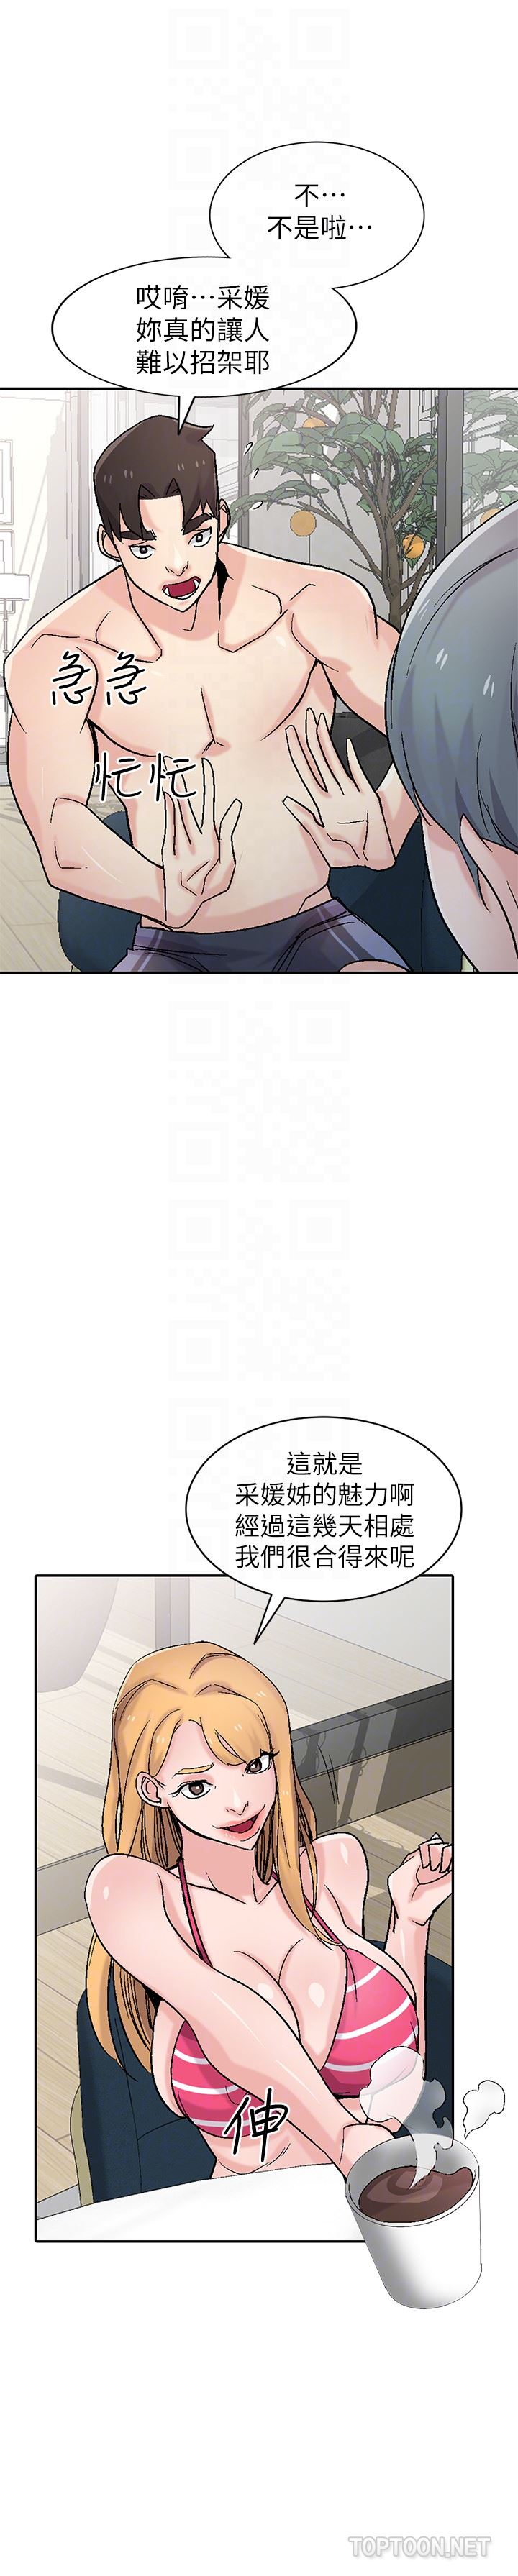 不…
不是啦…
哎唷…采媛
妳真的讓人
難以招架耶
急急
忙忙
這就是
采媛姊的魅力啊
經過這幾天相處
我們很合得來呢
伸
TOPTOON.NET